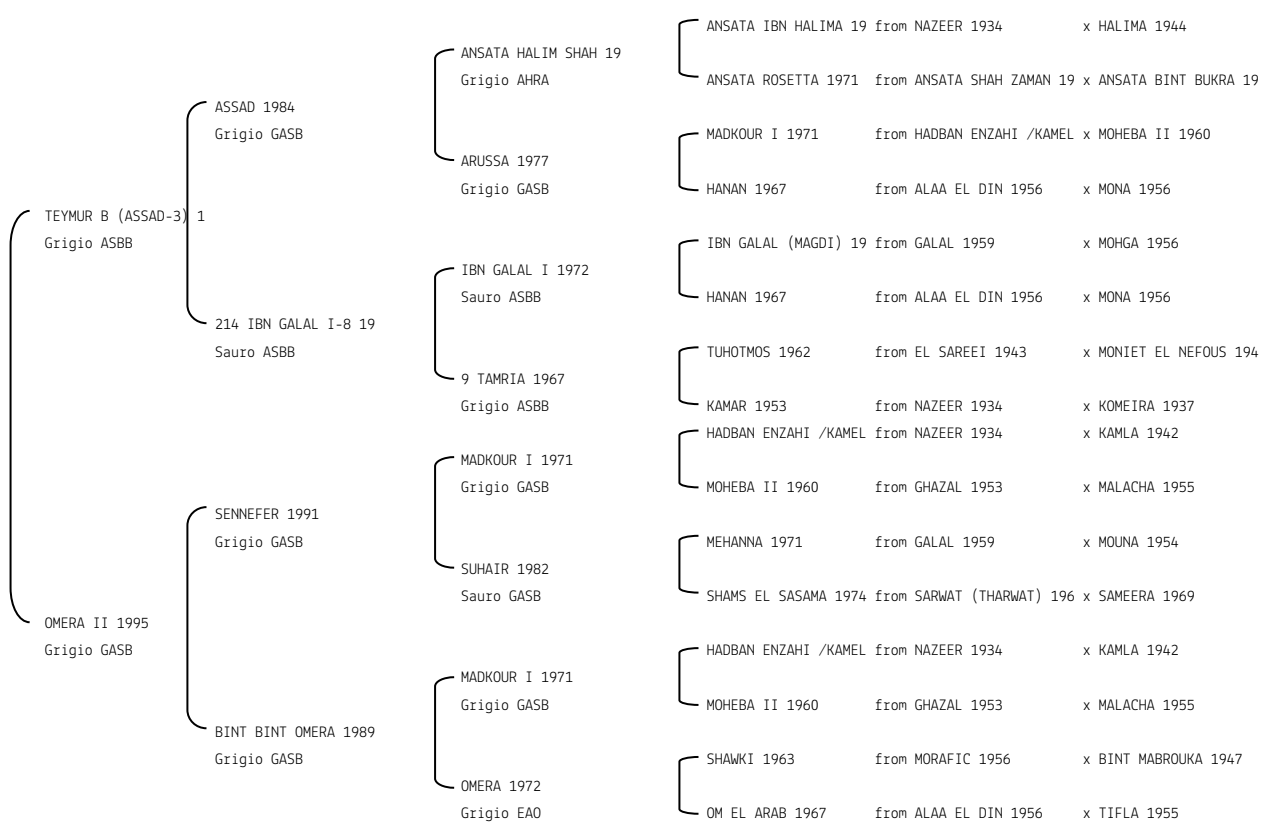 ANSATA IBN HALIMA 19 from NAZEER 1934 x HALIMA 1944
ANSATA HALIM SHAH 19
Grigio AHRA
ANSATA ROSETTA 1971 from ANSATA SHAH ZAMAN 19 x ANSATA BINT BUKRA 19
ASSAD 1984
Grigio GASB
MADKOUR I 1971 from HADBAN ENZAHI /KAMEL x MOHEBA II 1960
ARUSSA 1977
Grigio GASB
HANAN 1967 from ALAA EL DIN 1956 x MONA 1956
TEYMUR B (ASSAD-3) 1
Grigio ASBB
IBN GALAL (MAGDI) 19 from GALAL 1959 x MOHGA 1956
IBN GALAL I 1972
Sauro ASBB
HANAN 1967 from ALAA EL DIN 1956 x MONA 1956
214 IBN GALAL I-8 19
Sauro ASBB
TUHOTMOS 1962 from EL SAREEI 1943 x MONIET EL NEFOUS 194
9 TAMRIA 1967
Grigio ASBB
KAMAR 1953 from NAZEER 1934 x KOMEIRA 1937
HADBAN ENZAHI /KAMEL from NAZEER 1934 x KAMLA 1942
MADKOUR I 1971
Grigio GASB
MOHEBA II 1960 from GHAZAL 1953 x MALACHA 1955
SENNEFER 1991
Grigio GASB
MEHANNA 1971 from GALAL 1959 x MOUNA 1954
SUHAIR 1982
Sauro GASB
SHAMS EL SASAMA 1974 from SARWAT (THARWAT) 196 x SAMEERA 1969
OMERA II 1995
Grigio GASB
HADBAN ENZAHI /KAMEL from NAZEER 1934 x KAMLA 1942
MADKOUR I 1971
Grigio GASB
MOHEBA II 1960 from GHAZAL 1953 x MALACHA 1955
BINT BINT OMERA 1989
Grigio GASB
SHAWKI 1963 from MORAFIC 1956 x BINT MABROUKA 1947
OMERA 1972
Grigio EAO
OM EL ARAB 1967 from ALAA EL DIN 1956 x TIFLA 1955